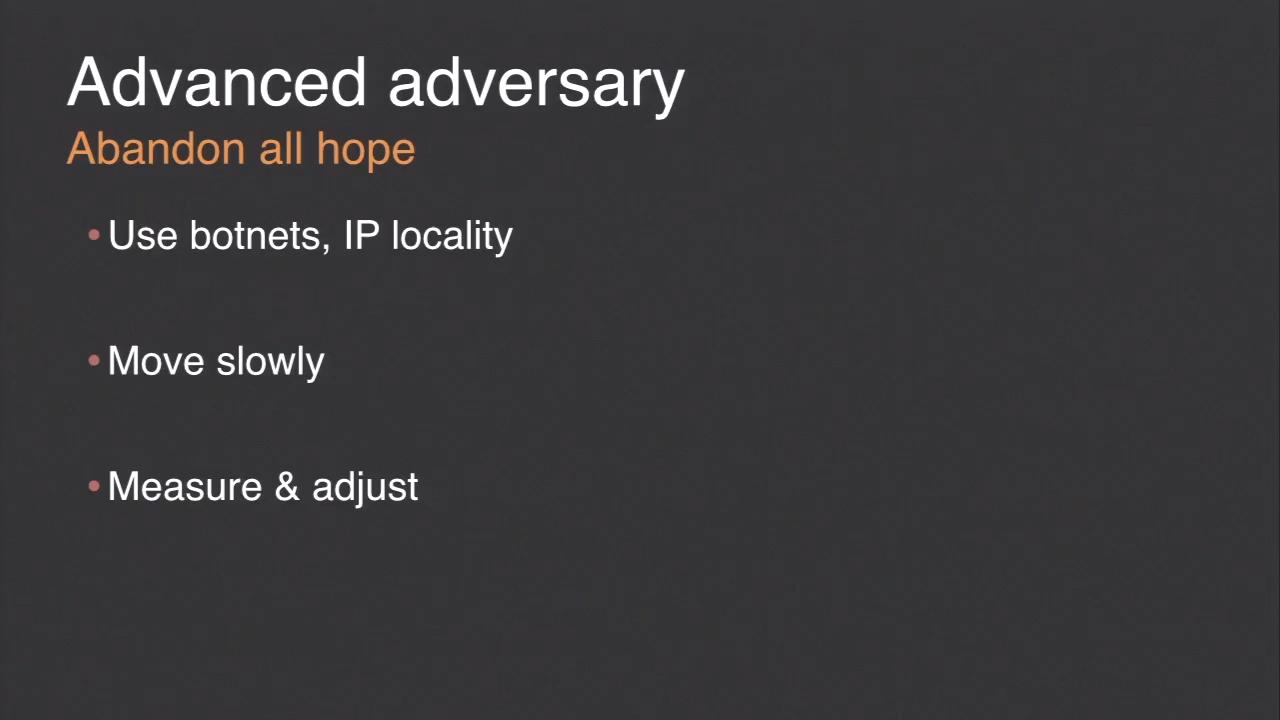 Advanced adversary
Abandon all hope
• Use botnets, IP locality
• Move slowly
• Measure & adjust